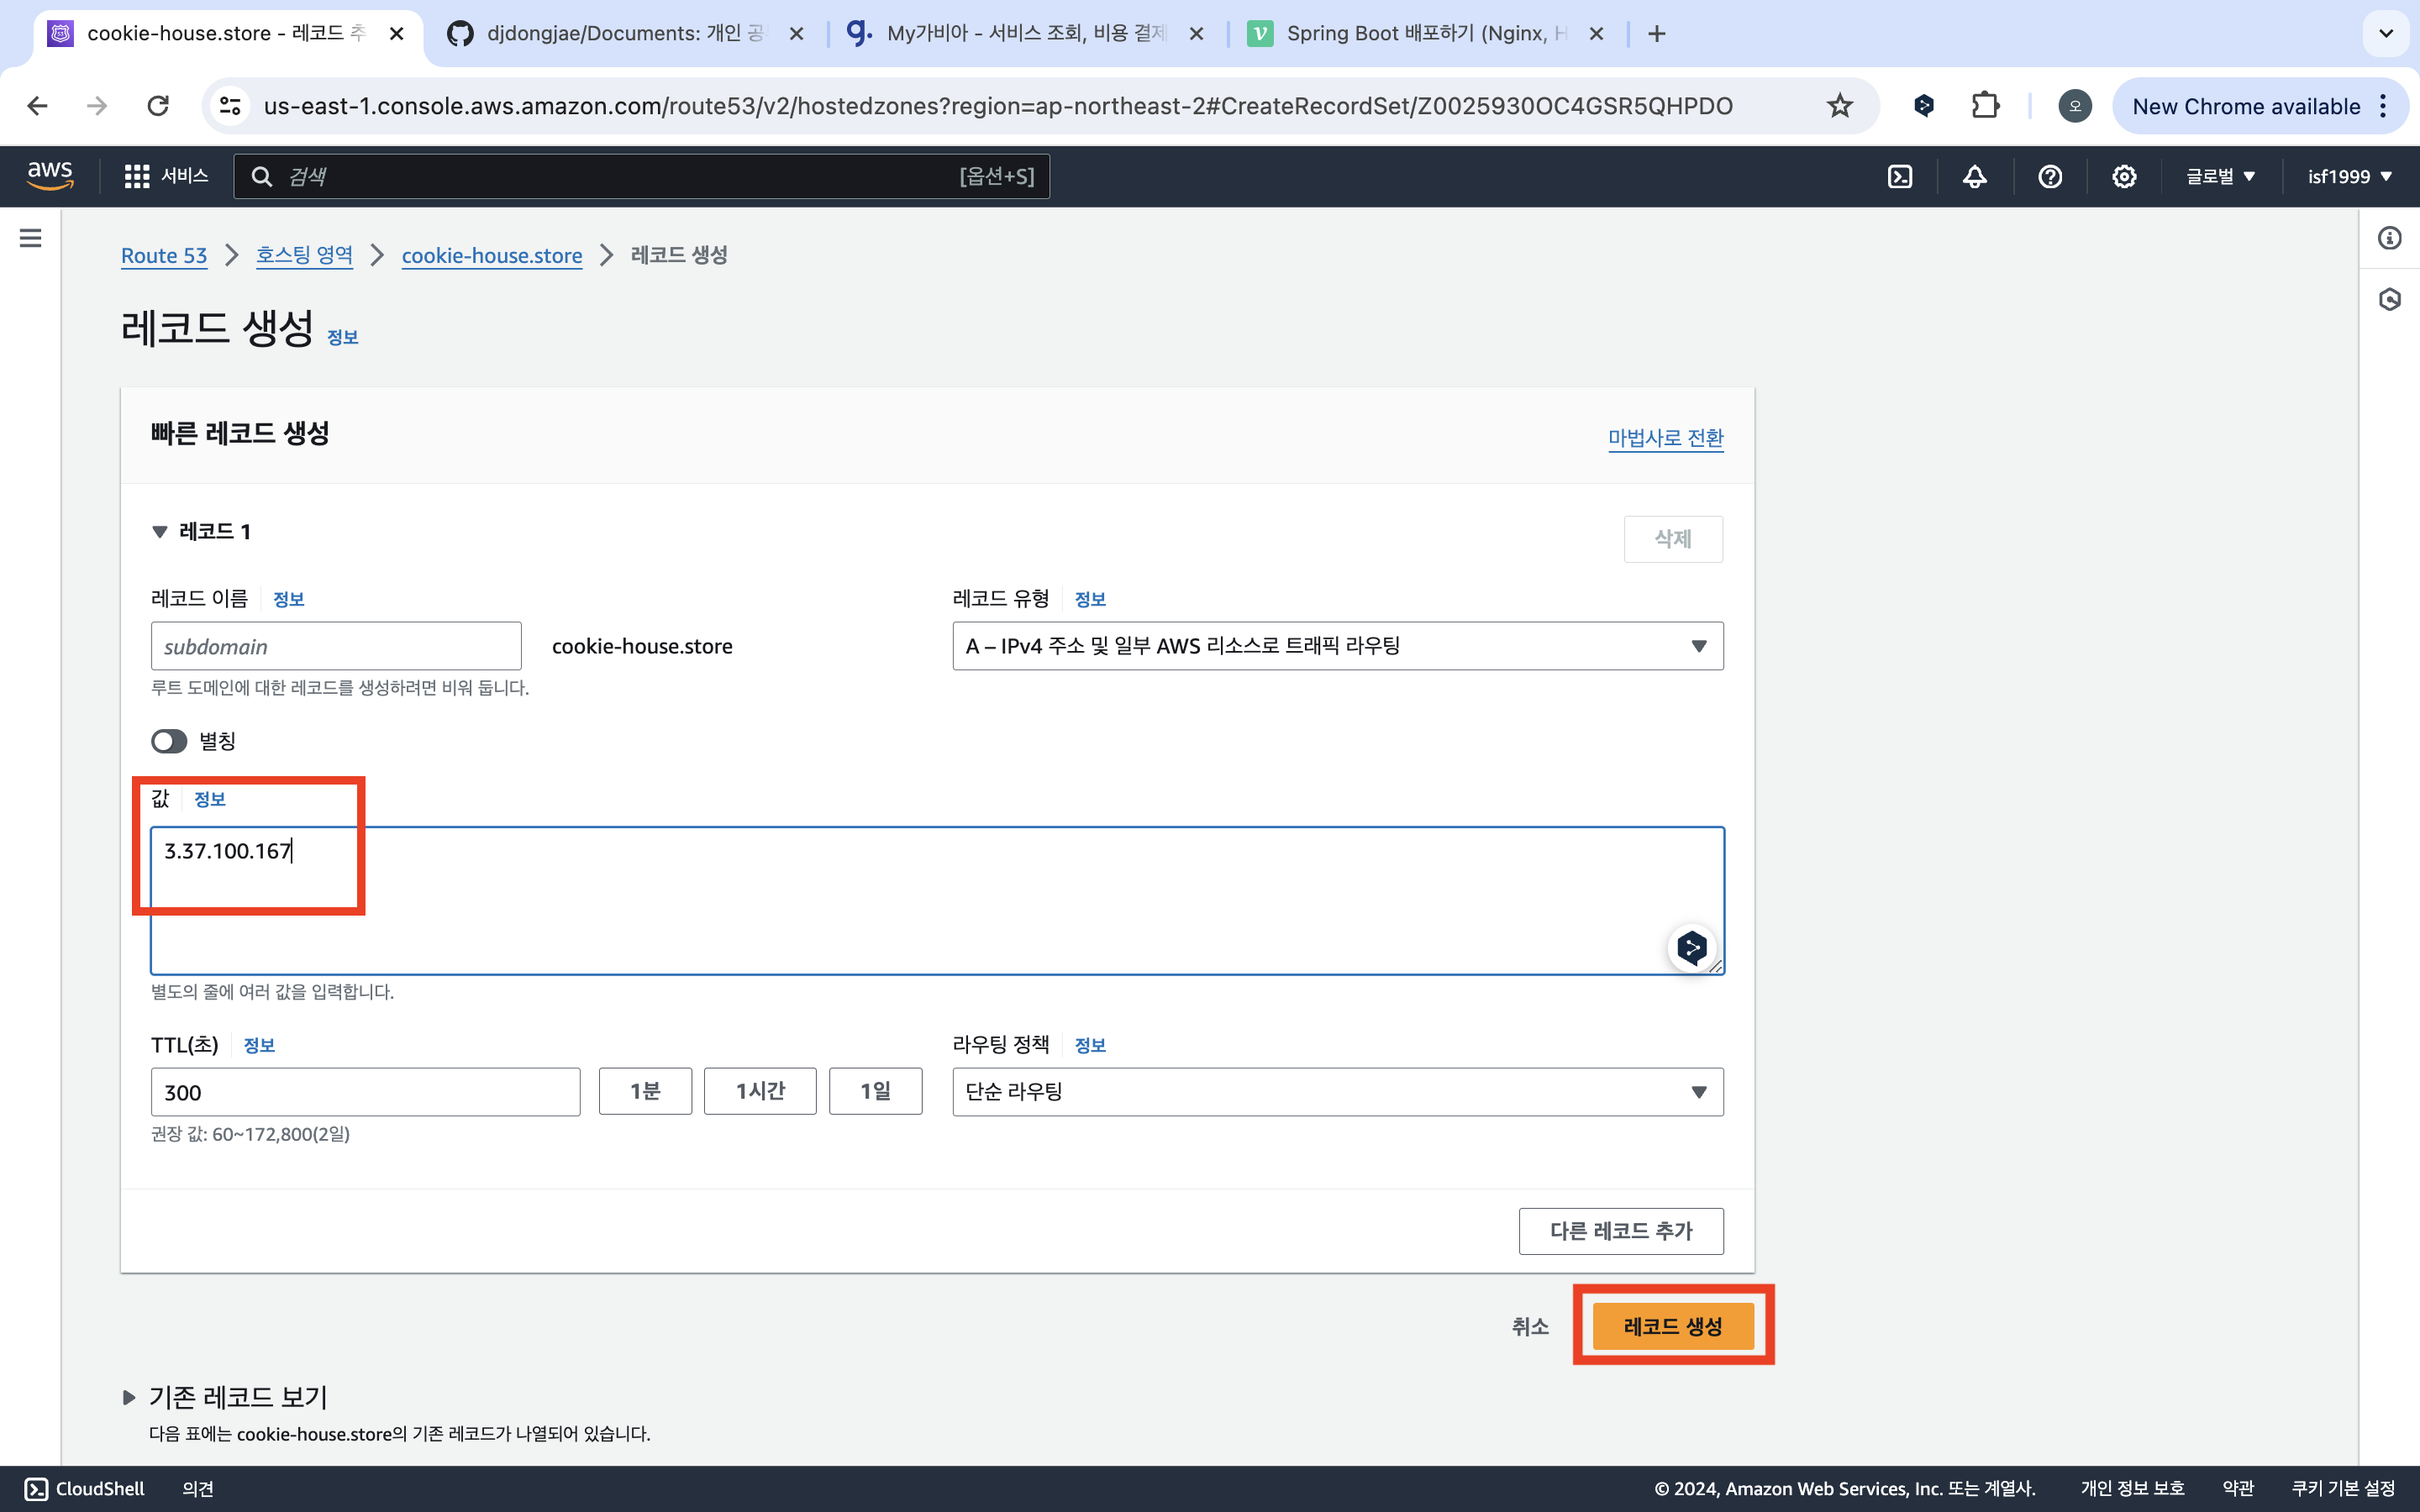 cookie-house.store - 레코드 추
djdongjae/Documents: 개인 공
g. My가비아 - 서비스 조회, 비용 결제
v Spring Boot 배포하기 (Nginx, H
us-east-1.console.aws.amazon.com/route53/v2/hostedzones?region=ap-northeast-2#CreateRecordSet/Z0025930OC4GSR5QHPDO
오
New Chrome available
aws
서비스
검색
[옵션+S]
글로벌
isf1999
Route 53 > 호스팅 영역 > cookie-house.store > 레코드 생성
레코드 생성 정보
빠른 레코드 생성
마법사로 전환
레코드 1
삭제
레코드 이름 정보
레코드 유형 정보
subdomain
cookie-house.store
A – IPv4 주소 및 일부 AWS 리소스로 트래픽 라우팅
루트 도메인에 대한 레코드를 생성하려면 비워 둡니다.
별칭
값 정보
3.37.100.167
별도의 줄에 여러 값을 입력합니다.
TTL(초) 정보
라우팅 정책 정보
300
1분
1시간
1일
단순 라우팅
권장 값: 60~172,800(2일)
다른 레코드 추가
취소
레코드 생성
기존 레코드 보기
다음 표에는 cookie-house.store의 기존 레코드가 나열되어 있습니다.
CloudShell
의견
© 2024, Amazon Web Services, Inc. 또는 계열사.
개인 정보 보호
약관
쿠키 기본 설정